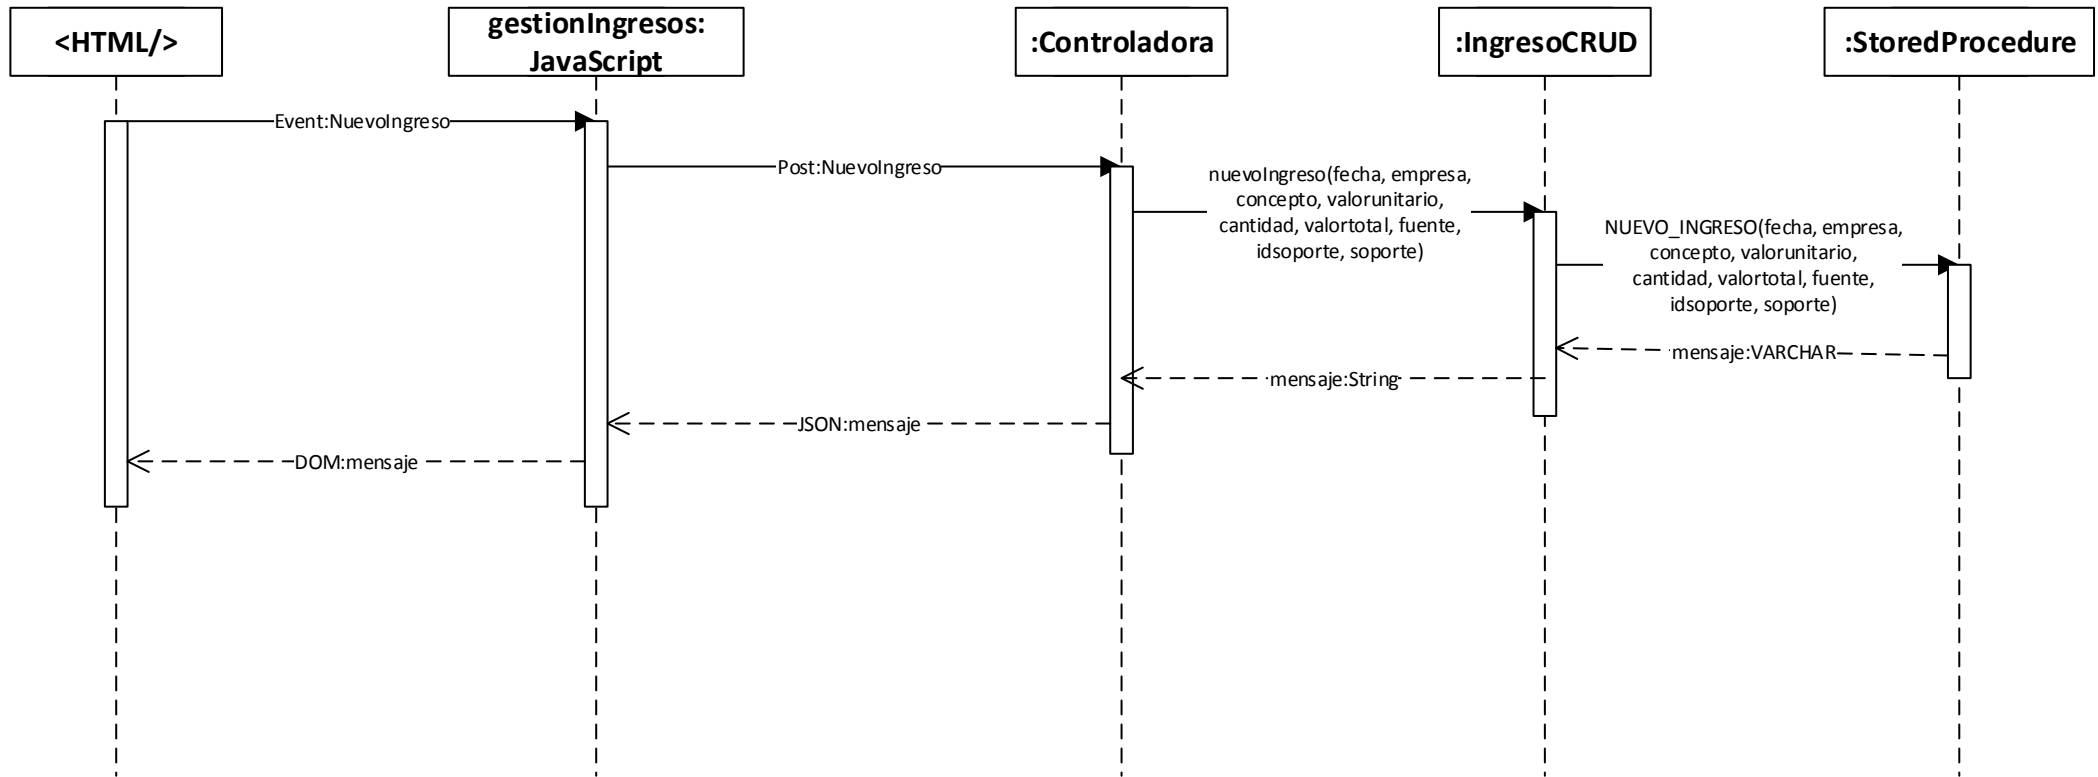 <HTML/>
gestionIngresos:
JavaScript
:Controladora
:IngresoCRUD
:StoredProcedure
Event:NuevoIngreso
Post:NuevoIngreso
nuevoIngreso(fecha, empresa,
concepto, valorunitario,
cantidad, valortotal, fuente,
idsoporte, soporte)
NUEVO_INGRESO(fecha, empresa,
concepto, valorunitario,
cantidad, valortotal, fuente,
idsoporte, soporte)
mensaje:VARCHAR
mensaje:String
JSON:mensaje
DOM:mensaje